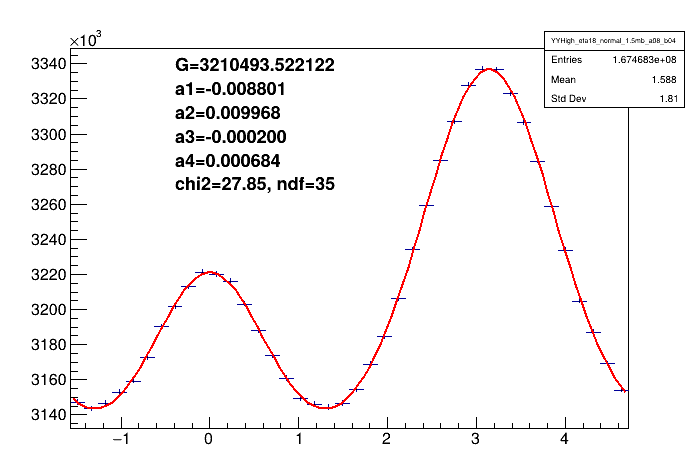 ×10³
YYHigh_eta18_normal_1.5mb_a08_b04
Entries 1.674683e+08
Mean 1.588
Std Dev 1.81
G=3210493.522122
a1=-0.008801
a2=0.009968
a3=-0.000200
a4=0.000684
chi2=27.85, ndf=35
3340
3320
3300
3280
3260
3240
3220
3200
3180
3160
3140
−1 0 1 2 3 4